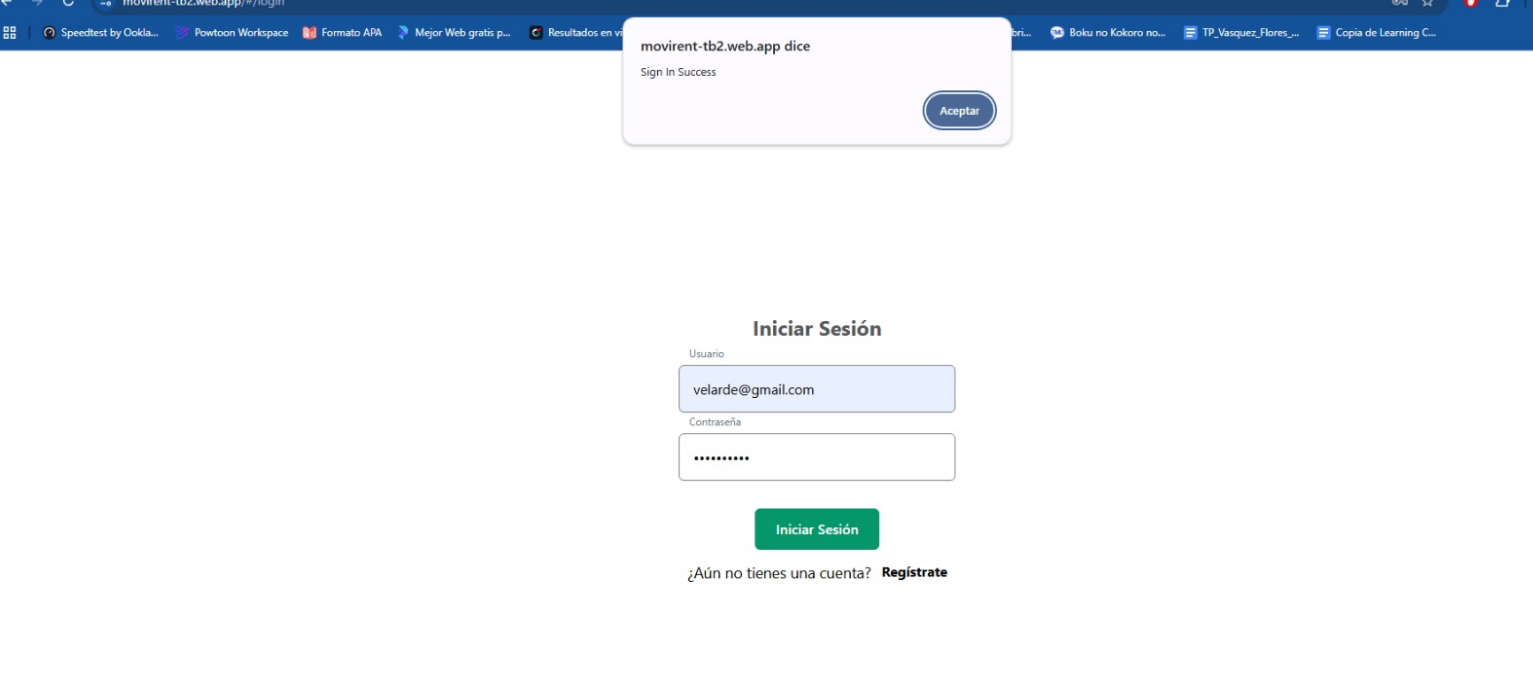 movirent-tb2.web.app/#/login
Speedtest by Ookla... Powtoon Workspace Formato APA Mejor Web gratis p... Resultados en vi bri... Boku no Kokoro no... TP_Vasquez_Flores_... Copia de Learning C...
movirent-tb2.web.app dice
Sign In Success
Aceptar
Iniciar Sesión
Usuario
velarde@gmail.com
Contraseña
••••••••••
Iniciar Sesión
¿Aún no tienes una cuenta? Regístrate